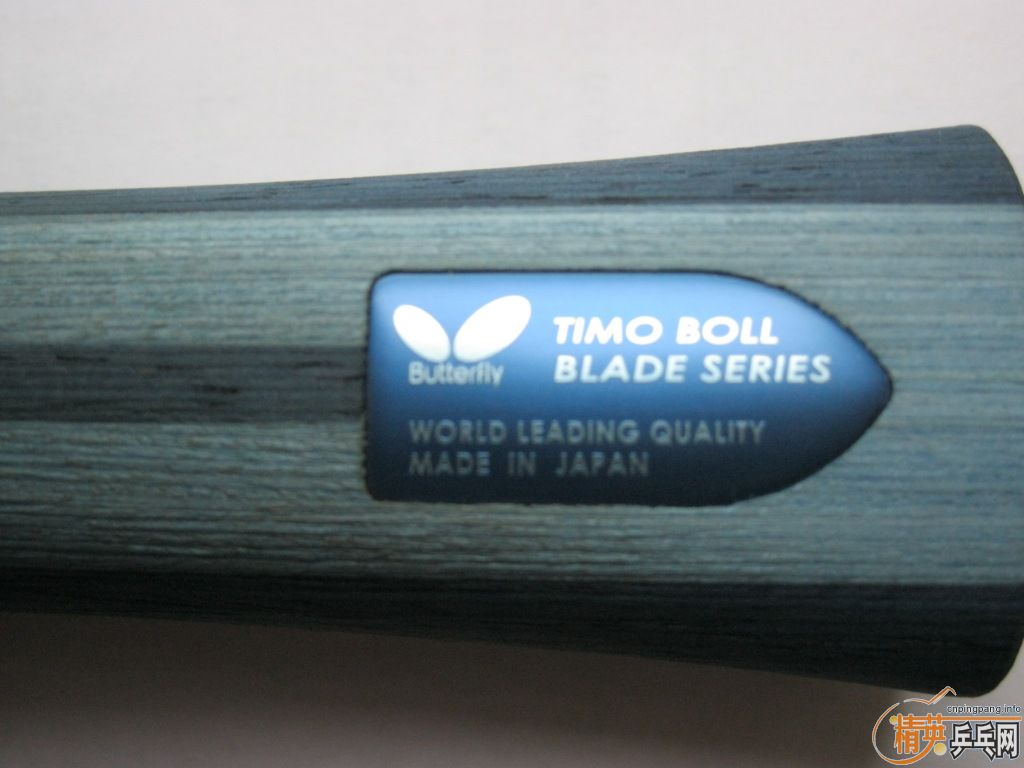 TIMO BOLL
BLADE SERIES
Butterfly
WORLD LEADING QUALITY
MADE IN JAPAN
cnpingpang.info
精英乒乓网